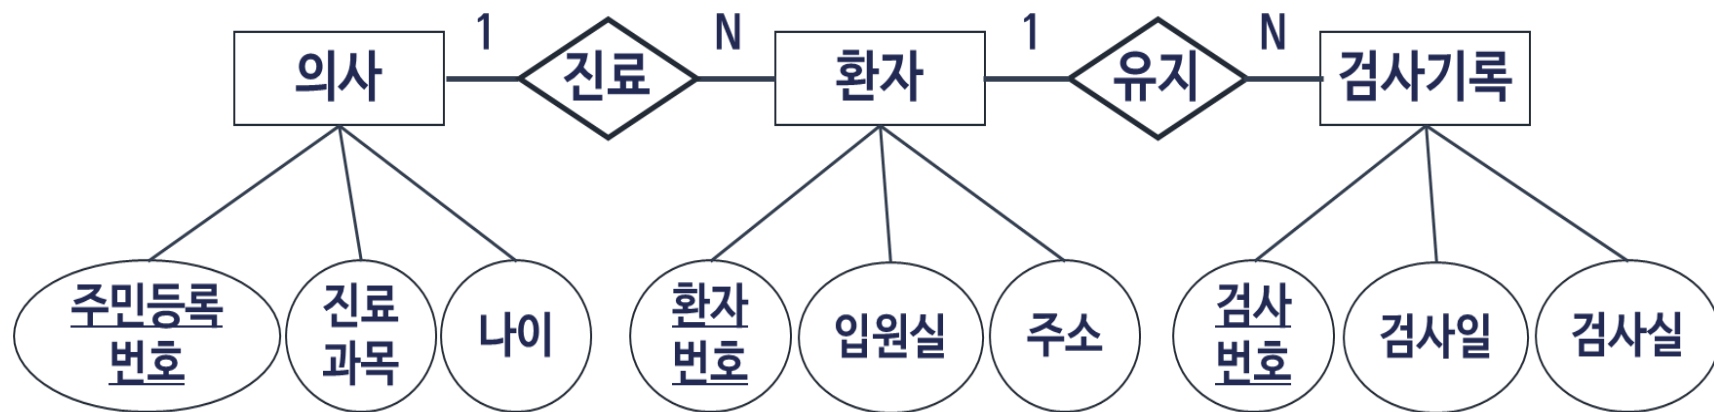 1 N 1 N
의사 진료 환자 유지 검사기록
주민등록 진료 환자 검사
번호 과목 나이 번호 입원실 주소 번호 검사일 검사실